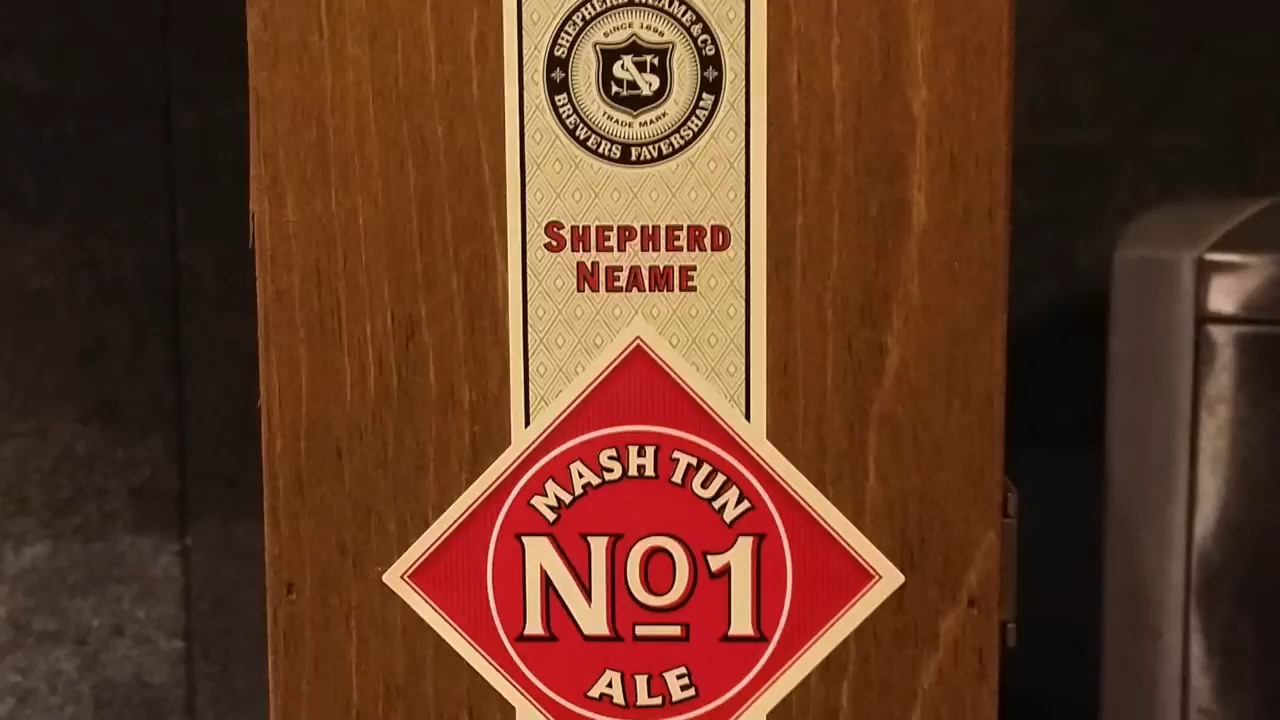 SHEPHERD NEAME & CO
SINCE 1698
SN
TRADE MARK
BREWERS FAVERSHAM
SHEPHERD
NEAME
MASH TUN
No1
ALE